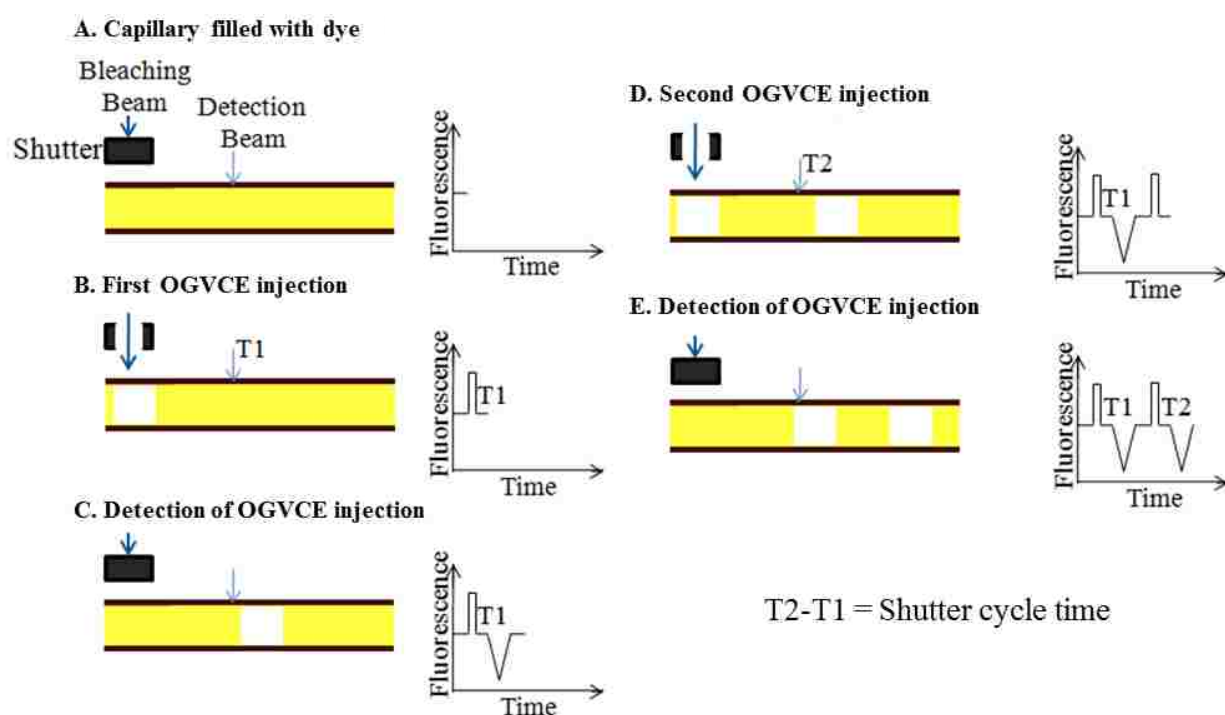 A. Capillary filled with dye
Bleaching
Beam
Detection
Beam
Shutter
Fluorescence
Time
B. First OGVCE injection
T1
Fluorescence
T1
Time
C. Detection of OGVCE injection
Fluorescence
T1
Time
D. Second OGVCE injection
T2
Fluorescence
T1
Time
E. Detection of OGVCE injection
Fluorescence
T1
T2
Time
T2-T1 = Shutter cycle time